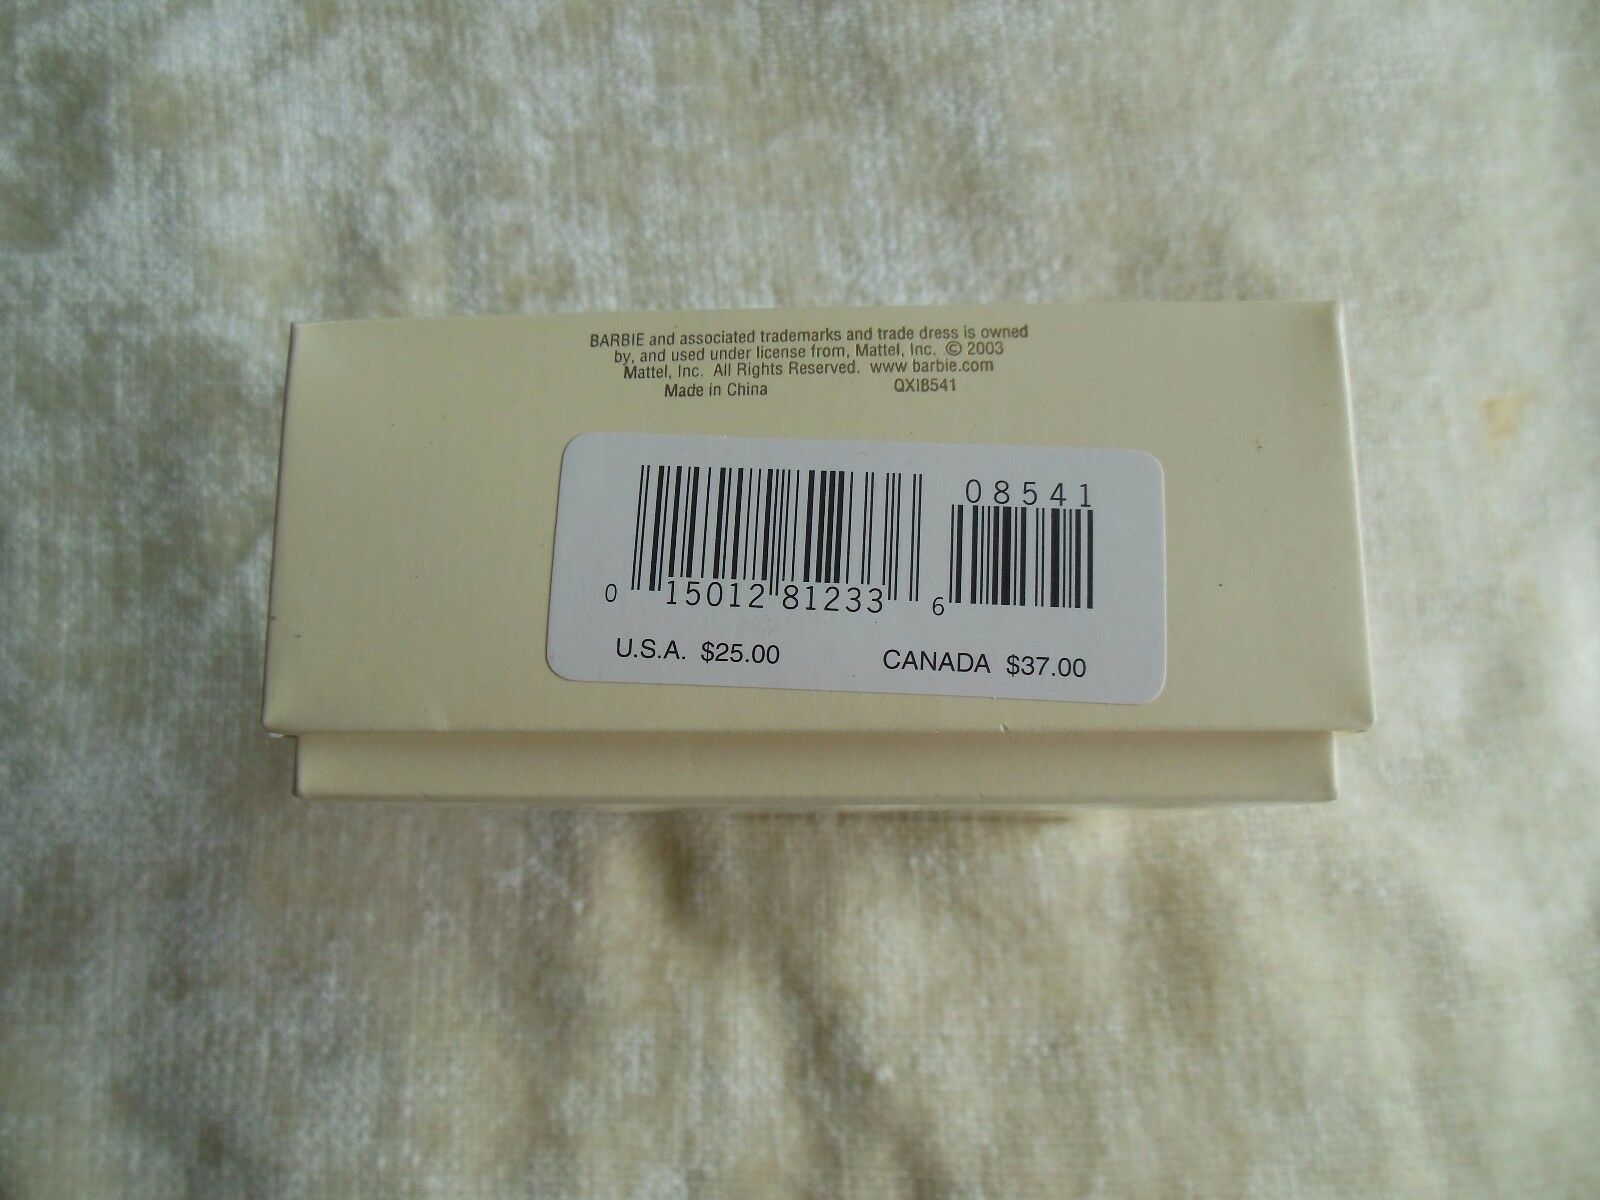 BARBIE and associated trademarks and trade dress is owned
by, and used under license from, Mattel, Inc. © 2003
Mattel, Inc. All Rights Reserved. www barbie.com
Made in China QXI8541
08541
0 15012 81233 6
U.S.A. $25.00 CANADA $37.00